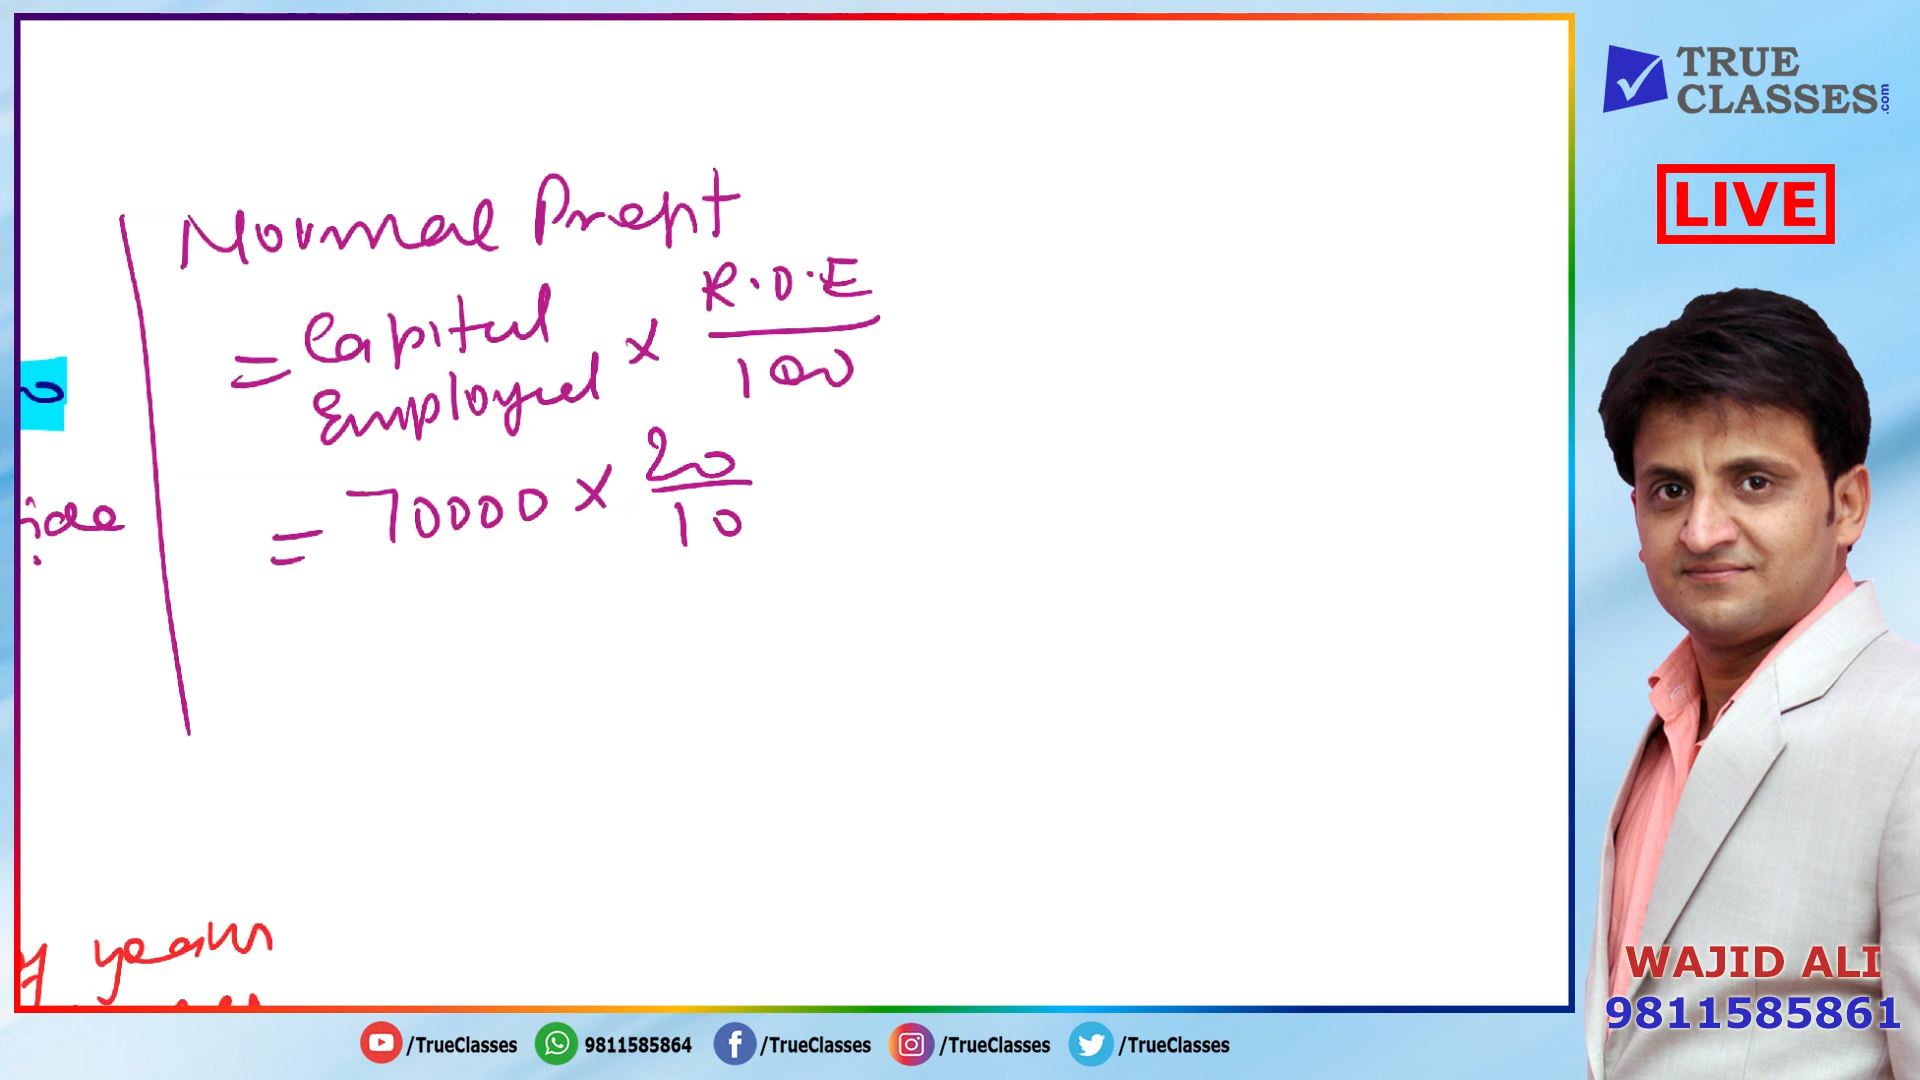 Normal Profit
= Capital Employed × R.O.E / 100
= 70000 × 20 / 10
years
TRUE
CLASSES.com
LIVE
WAJID ALI
9811585861
/TrueClasses 9811585864 /TrueClasses /TrueClasses /TrueClasses